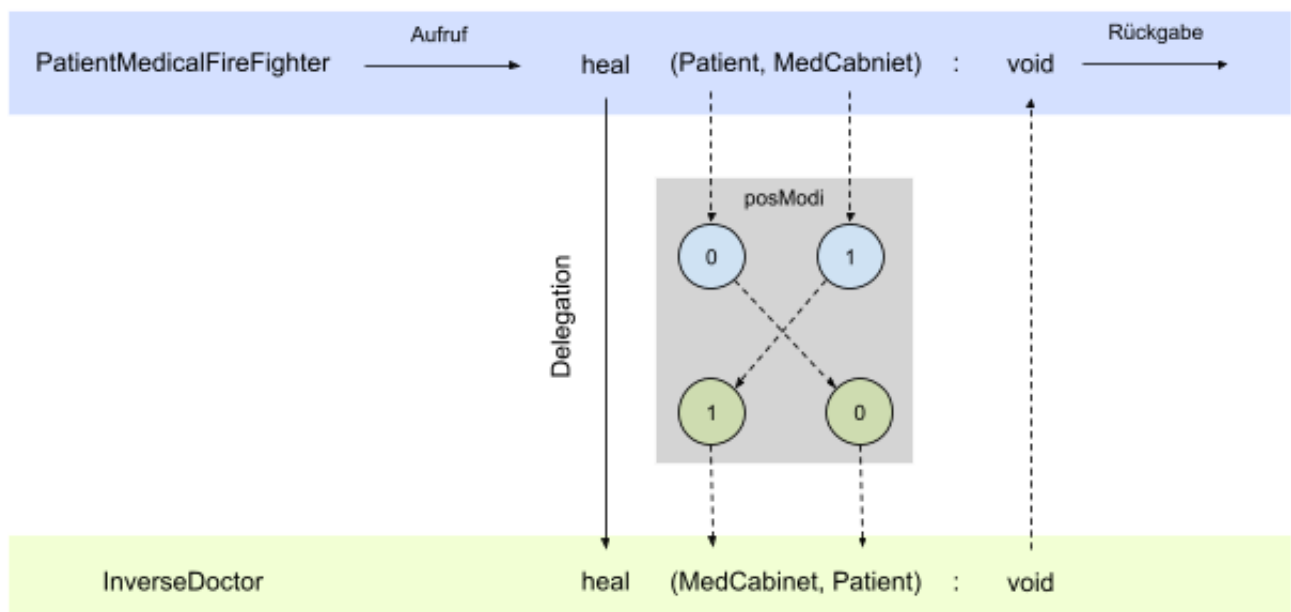 Aufruf
Rückgabe
PatientMedicalFireFighter heal (Patient, MedCabniet) : void
posModi
0 1
Delegation
1 0
InverseDoctor heal (MedCabinet, Patient) : void